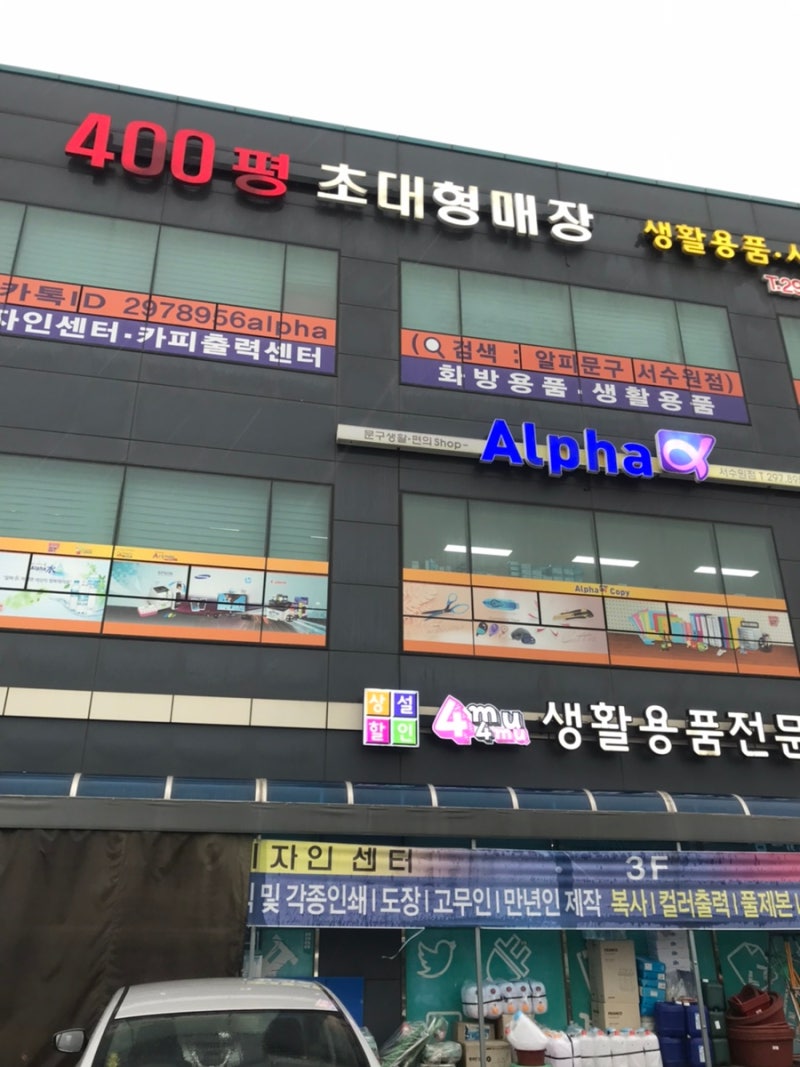 400평 초대형매장
생활용품·
T.29
카톡ID 2978956alpha
자인센터·카피출력센터
(검색 : 알파문구 서수원점)
화방용품·생활용품
문구생활·편의Shop
Alpha
서수원점 T.297.89
Alpha Copy
상설
할인
4mu
4mu
생활용품전문
자인센터
3F
및 각종인쇄 | 도장 | 고무인 | 만년인 제작 복사 | 컬러출력 | 풀제본